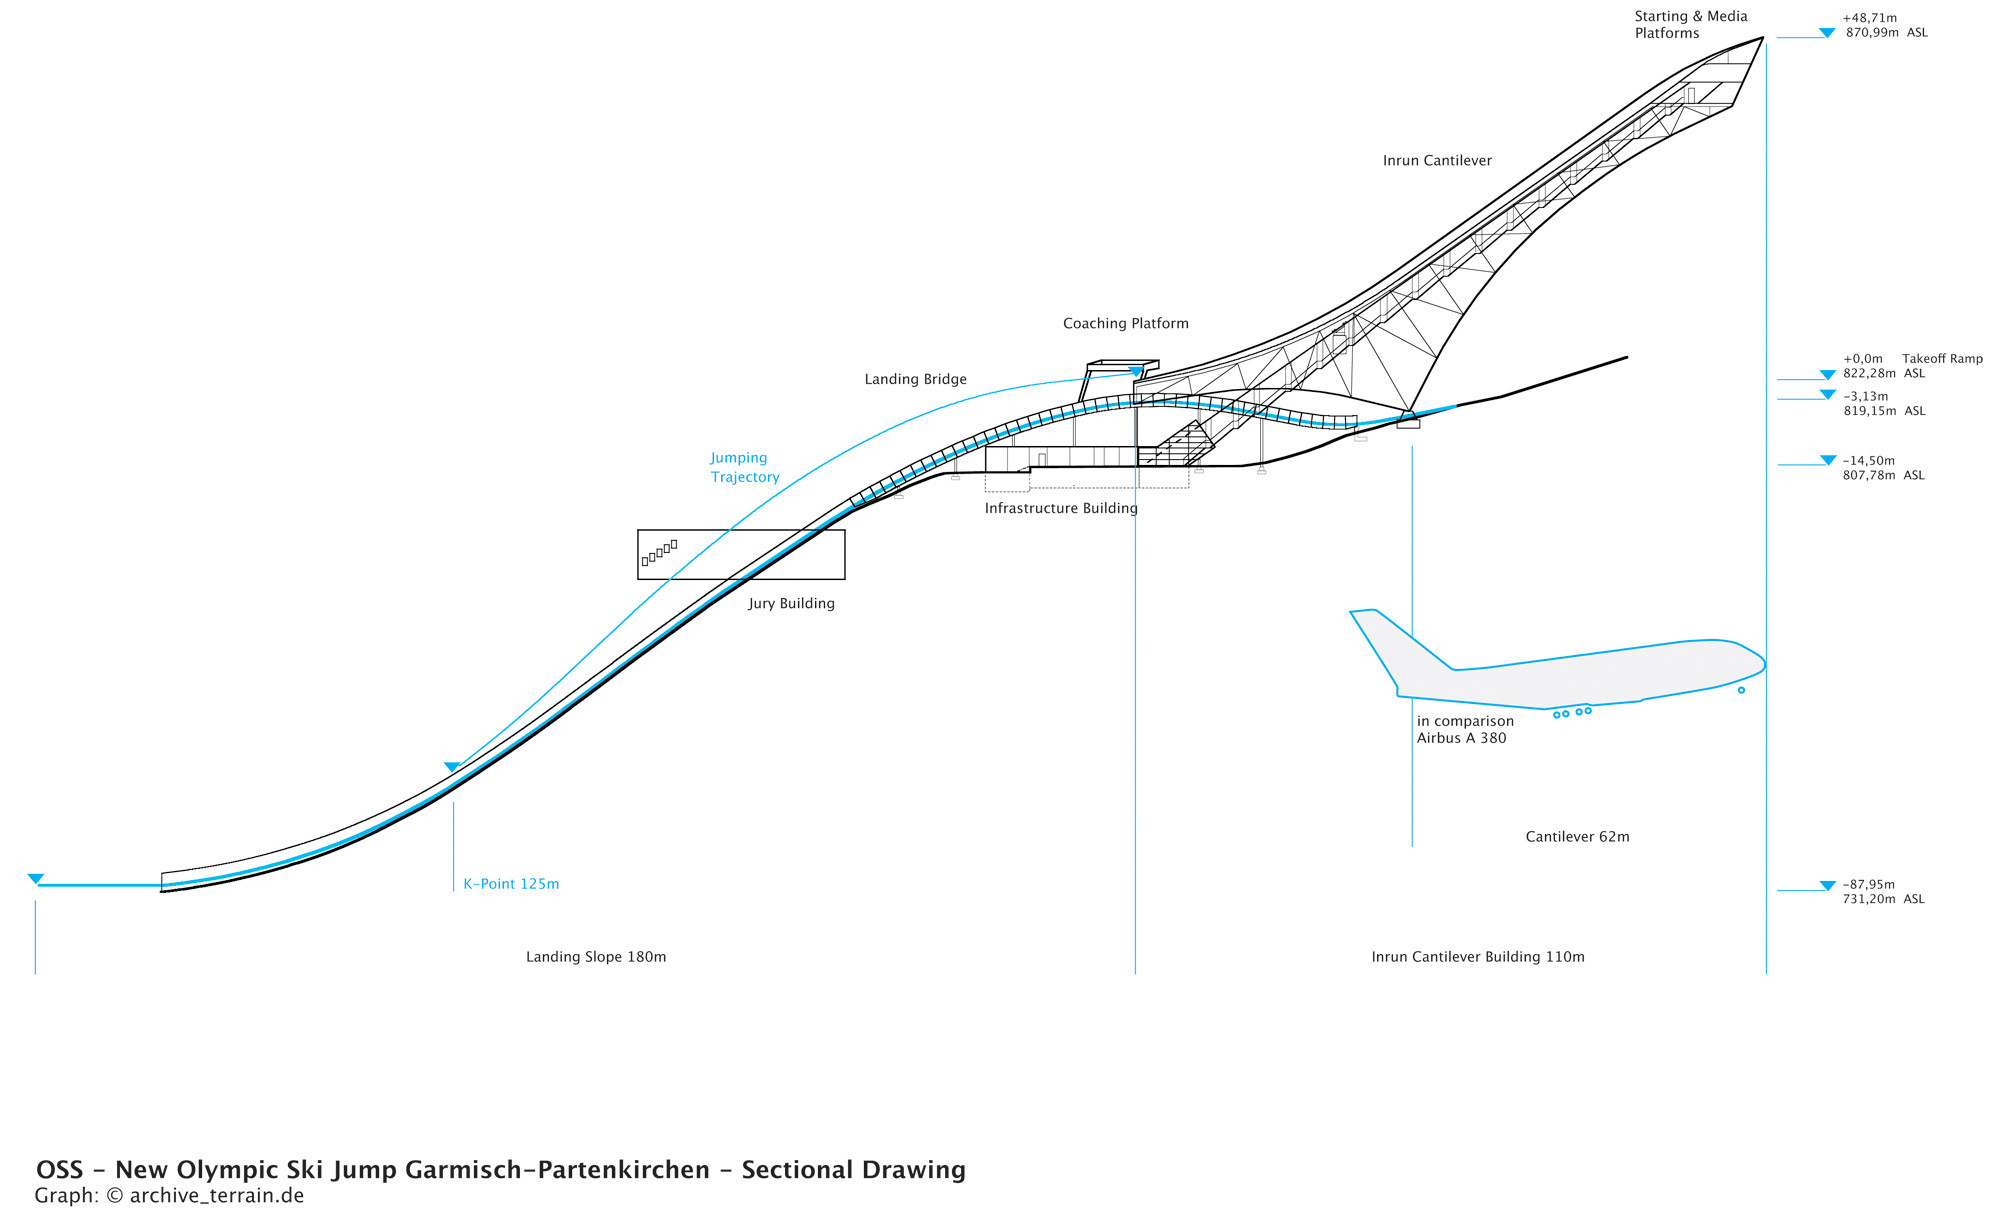 Starting & Media
Platforms
+48,71m
870,99m ASL
Inrun Cantilever
Coaching Platform
Landing Bridge
+0,0m Takeoff Ramp
822,28m ASL
–3,13m
819,15m ASL
Jumping
Trajectory
–14,50m
807,78m ASL
Infrastructure Building
Jury Building
in comparison
Airbus A 380
Cantilever 62m
K–Point 125m
–87,95m
731,20m ASL
Landing Slope 180m
Inrun Cantilever Building 110m
OSS – New Olympic Ski Jump Garmisch–Partenkirchen – Sectional Drawing
Graph: © archive_terrain.de